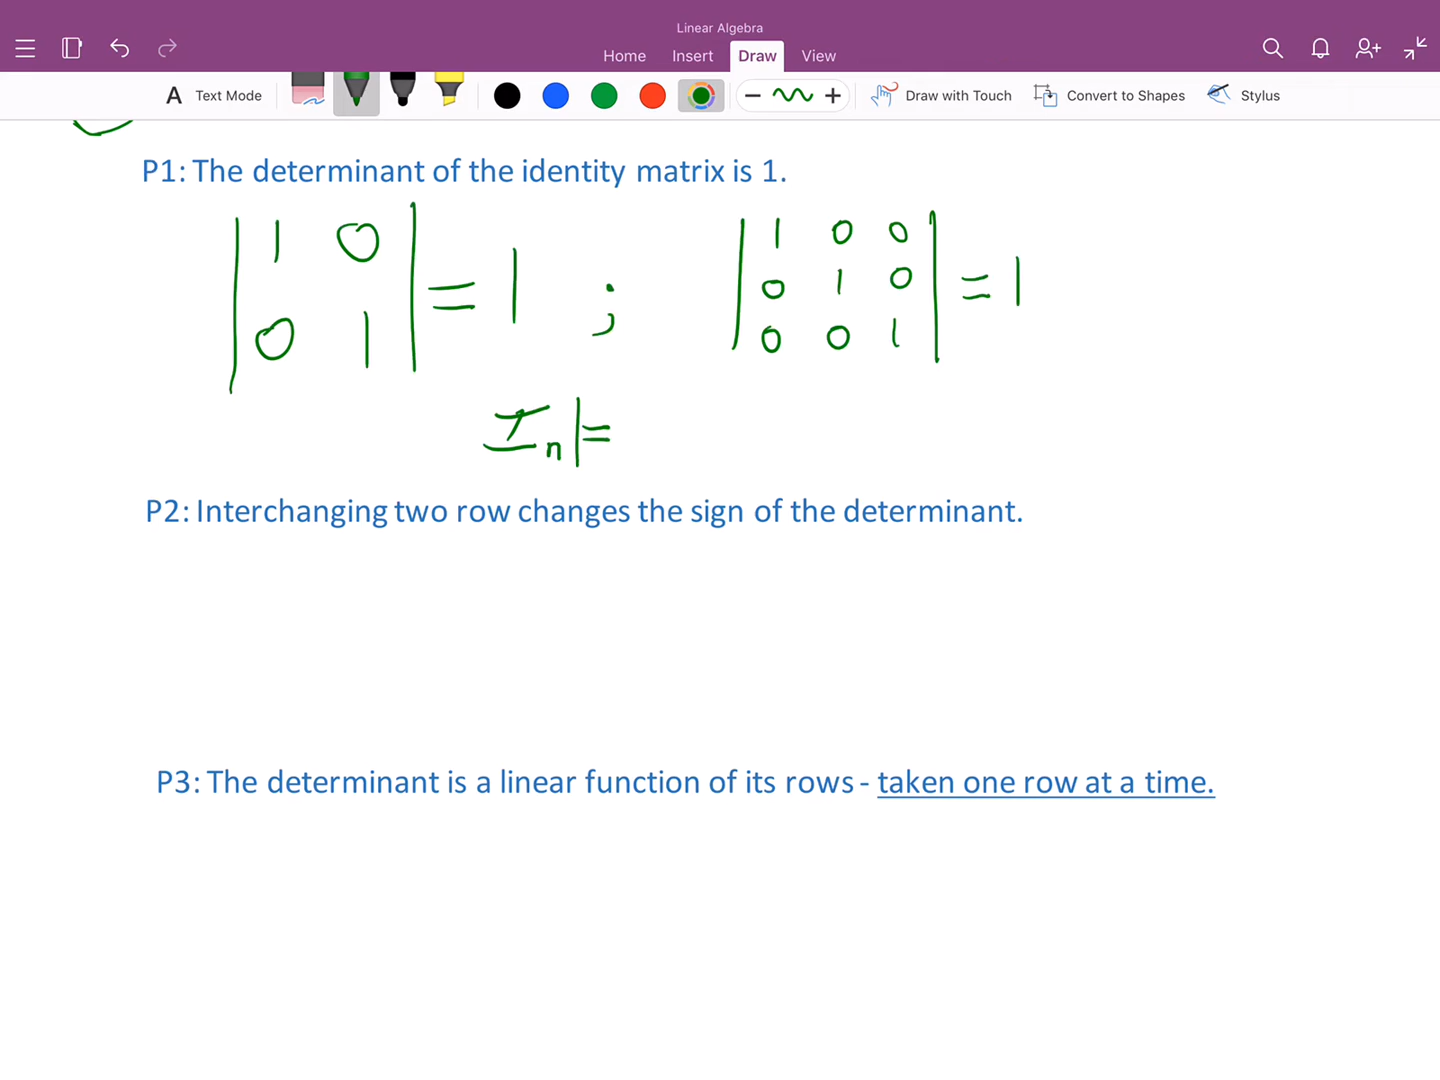 Linear Algebra
Home Insert Draw View
A Text Mode Draw with Touch Convert to Shapes Stylus
P1: The determinant of the identity matrix is 1.
| 1 0 | = 1 ; | 1 0 0 | = 1
| 0 1 | | 0 1 0 |
| 0 0 1 |
Iₙ| =
P2: Interchanging two row changes the sign of the determinant.
P3: The determinant is a linear function of its rows - taken one row at a time.